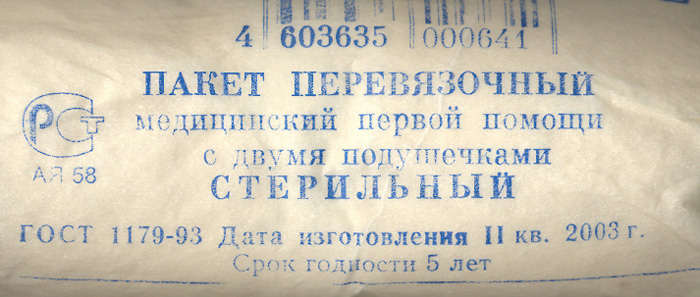 4 603635 000641
ПАКЕТ ПЕРЕВЯЗОЧНЫЙ
медицинский первой помощи
с двумя подушечками
СТЕРИЛЬНЫЙ
РСТ
АЯ 58
ГОСТ 1179-93 Дата изготовления II кв. 2003 г.
Срок годности 5 лет